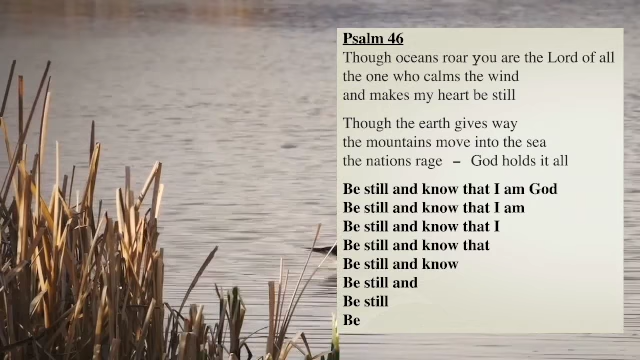 Psalm 46
Though oceans roar you are the Lord of all
the one who calms the wind
and makes my heart be still
Though the earth gives way
the mountains move into the sea
the nations rage – God holds it all
Be still and know that I am God
Be still and know that I am
Be still and know that I
Be still and know that
Be still and know
Be still and
Be still
Be